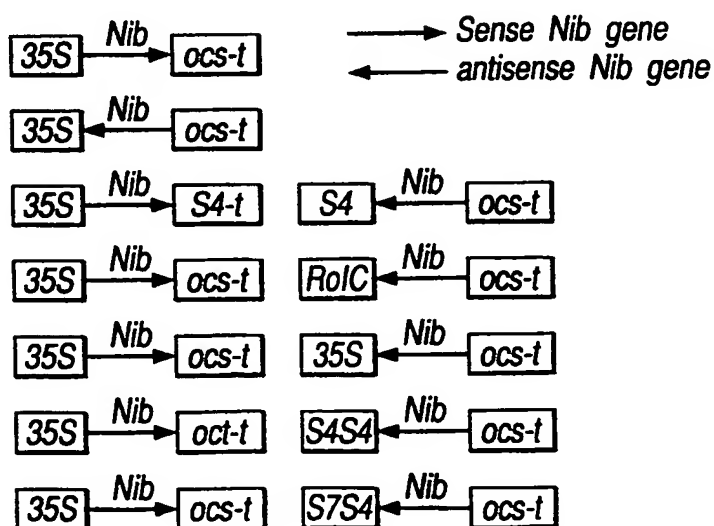 35S Nib ocs-t → Sense Nib gene
← antisense Nib gene
35S Nib ocs-t
35S Nib S4-t S4 Nib ocs-t
35S Nib ocs-t RolC Nib ocs-t
35S Nib ocs-t 35S Nib ocs-t
35S Nib oct-t S4S4 Nib ocs-t
35S Nib ocs-t S7S4 Nib ocs-t